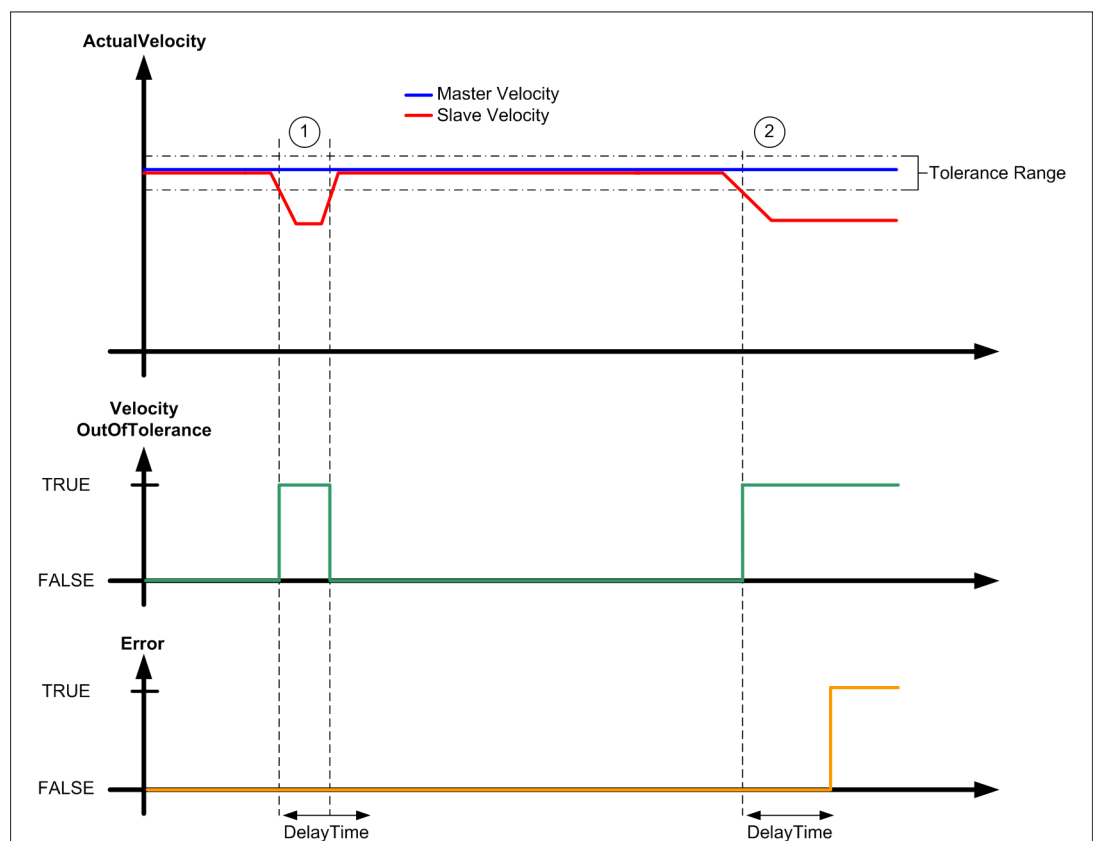 ActualVelocity
Master Velocity
Slave Velocity
1
2
Tolerance Range
Velocity
OutOfTolerance
TRUE
FALSE
Error
TRUE
FALSE
DelayTime
DelayTime